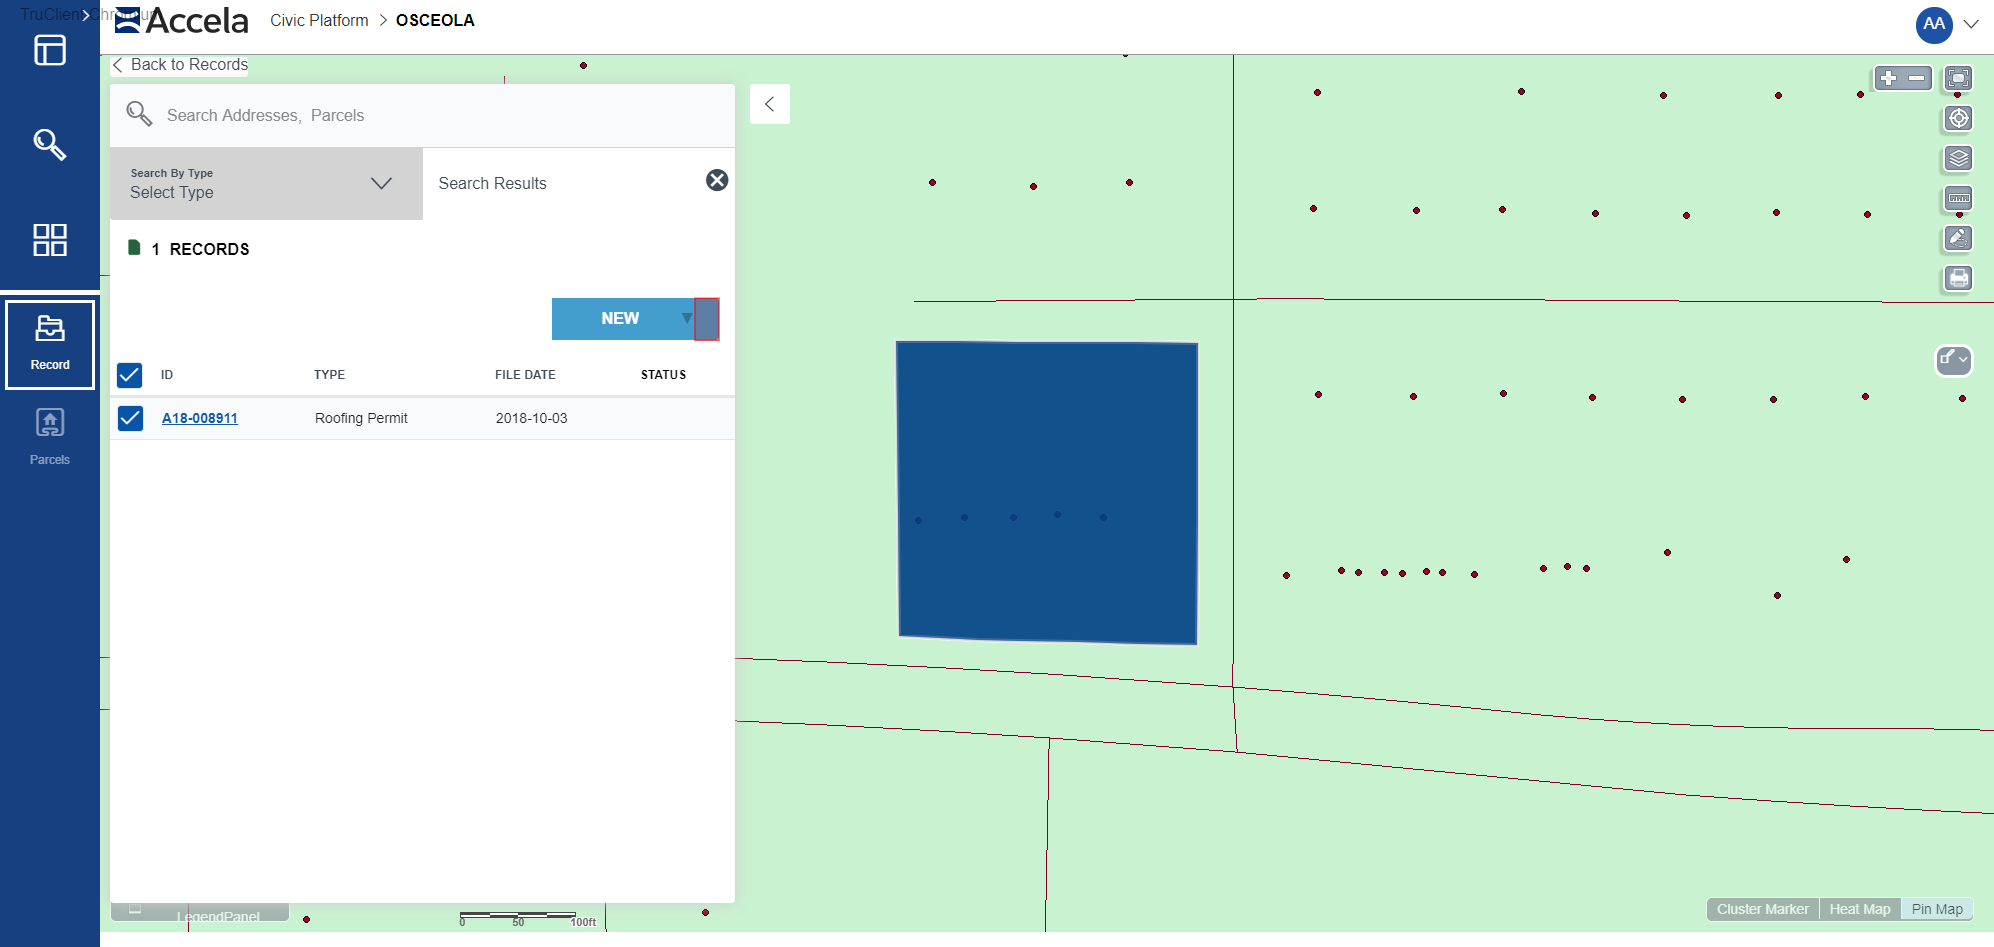 TruClient Chromium
Accela
Civic Platform > OSCEOLA
AA
Back to Records
Search Addresses, Parcels
Search By Type
Select Type
Search Results
1 RECORDS
NEW
ID TYPE FILE DATE STATUS
A18-008911 Roofing Permit 2018-10-03
Record
Parcels
LegendPanel
0 50 100ft
Cluster Marker Heat Map Pin Map